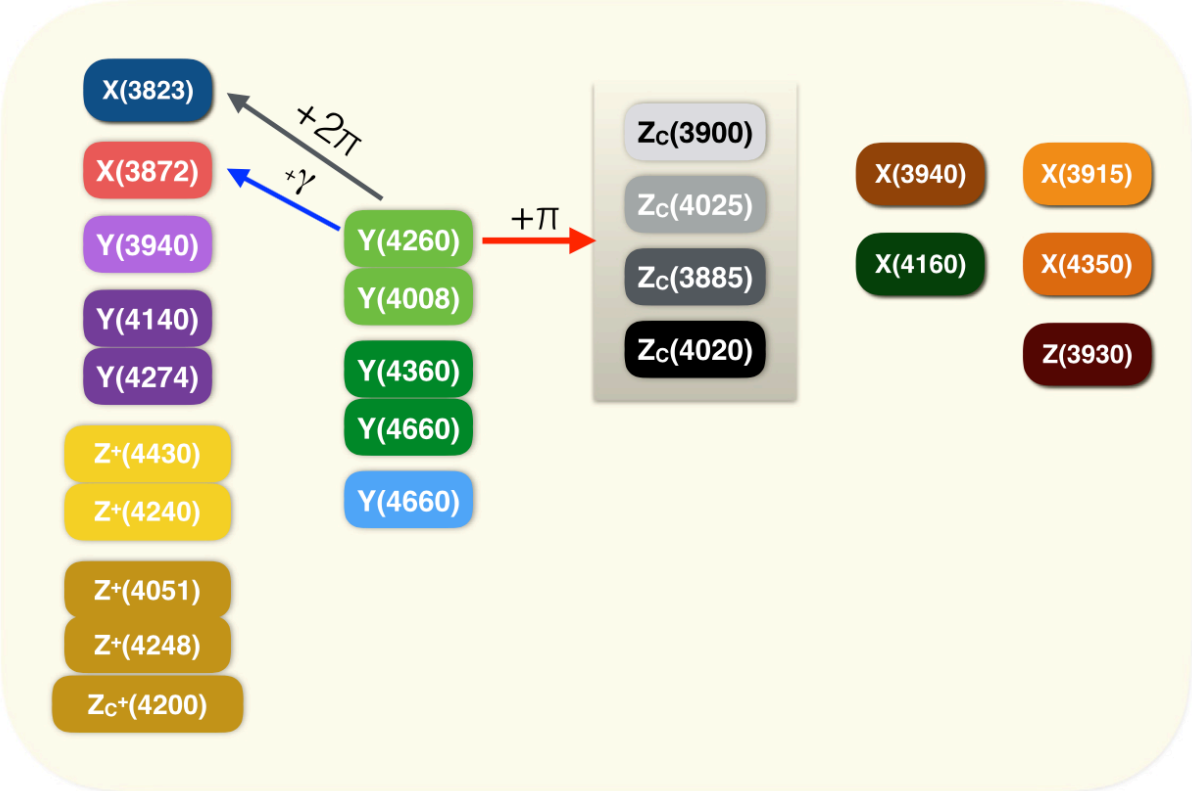 X(3823)
X(3872)
Y(3940)
Y(4140)
Y(4274)
Z+(4430)
Z+(4240)
Z+(4051)
Z+(4248)
Zc+(4200)
+2π
+γ
Y(4260)
Y(4008)
Y(4360)
Y(4660)
Y(4660)
+π
Zc(3900)
Zc(4025)
Zc(3885)
Zc(4020)
X(3940)
X(4160)
X(3915)
X(4350)
Z(3930)